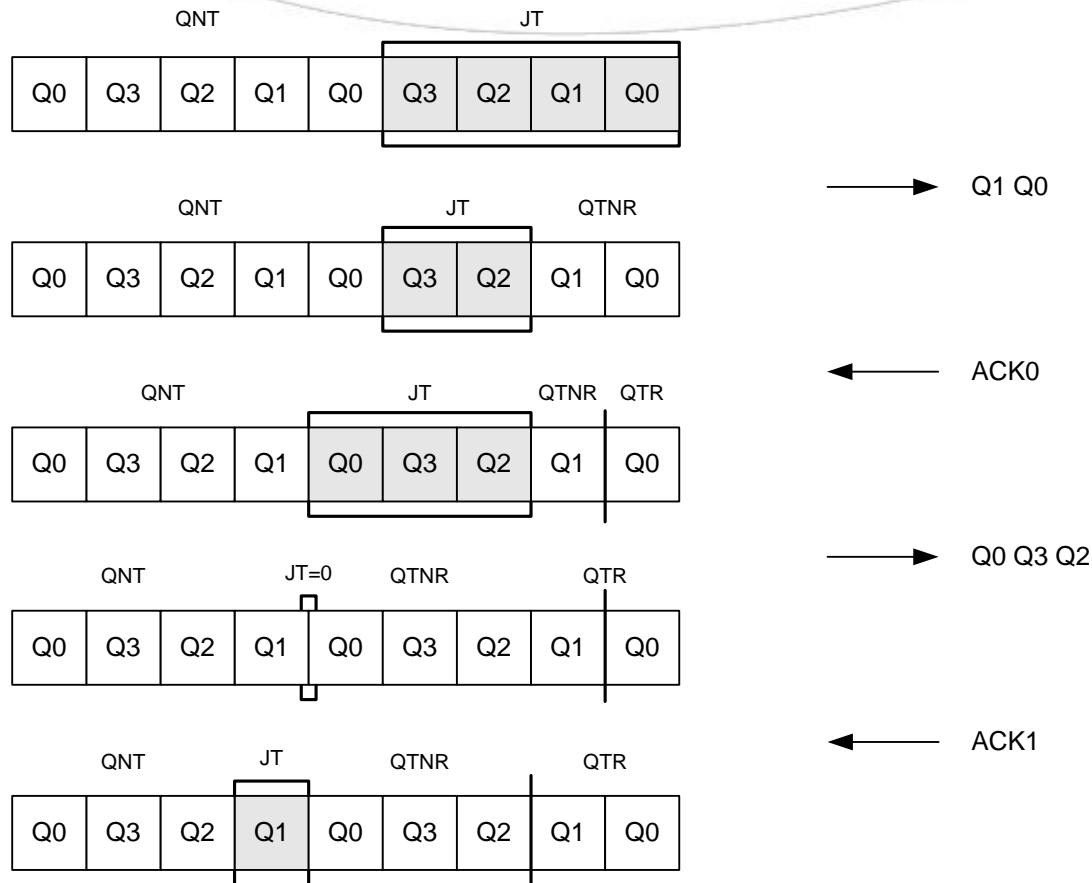 QNT JT
Q0 Q3 Q2 Q1 Q0 Q3 Q2 Q1 Q0
Q1 Q0
QNT JT QTNR
Q0 Q3 Q2 Q1 Q0 Q3 Q2 Q1 Q0
ACK0
QNT JT QTNR QTR
Q0 Q3 Q2 Q1 Q0 Q3 Q2 Q1 Q0
Q0 Q3 Q2
QNT JT=0 QTNR QTR
Q0 Q3 Q2 Q1 Q0 Q3 Q2 Q1 Q0
ACK1
QNT JT QTNR QTR
Q0 Q3 Q2 Q1 Q0 Q3 Q2 Q1 Q0